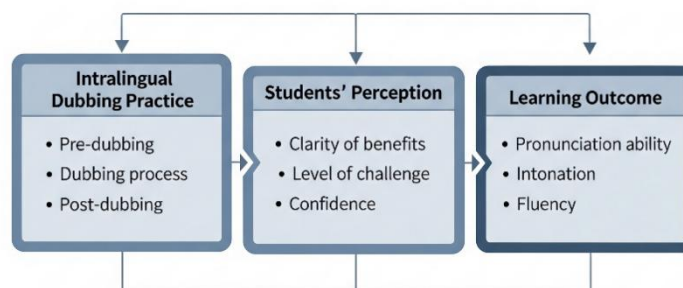 Intralingual
Dubbing Practice
• Pre-dubbing
• Dubbing process
• Post-dubbing
Students' Perception
• Clarity of benefits
• Level of challenge
• Confidence
Learning Outcome
• Pronunciation ability
• Intonation
• Fluency